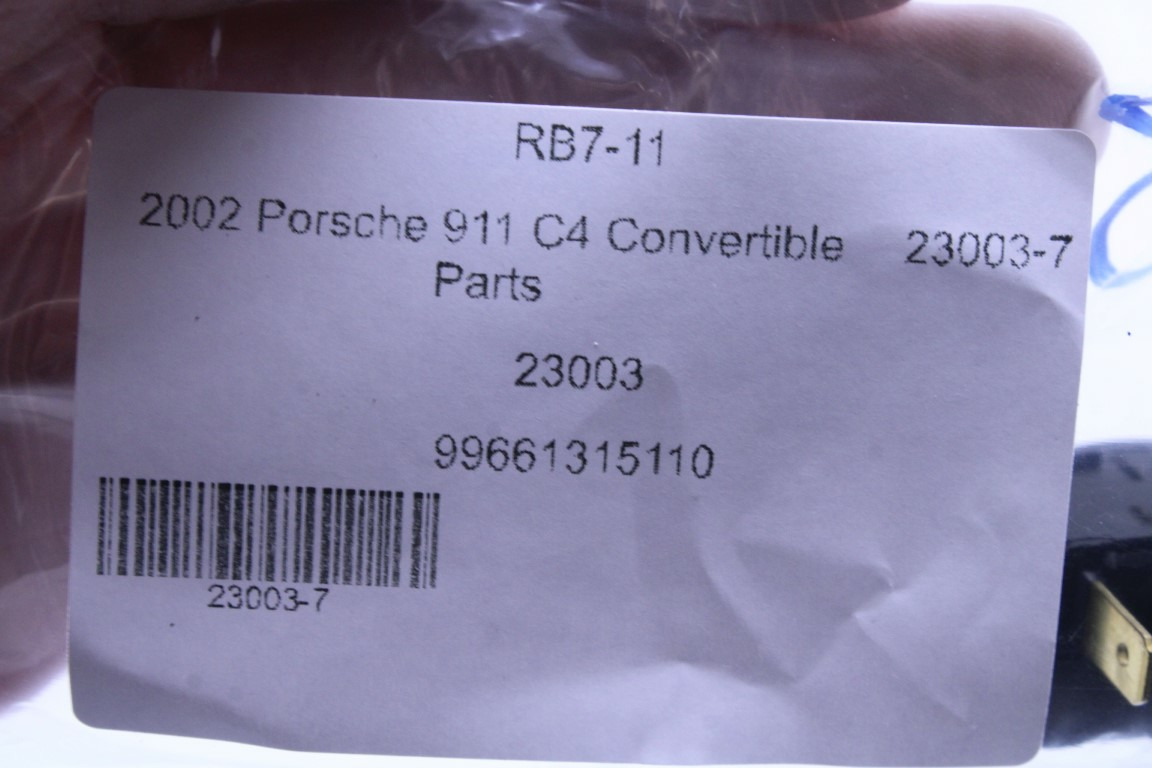 RB7-11
2002 Porsche 911 C4 Convertible 23003-7
Parts
23003
99661315110
23003-7